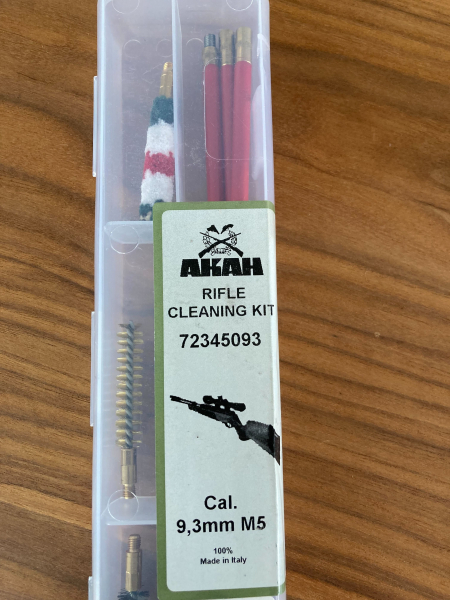 AKAH
RIFLE
CLEANING KIT
72345093
Cal.
9,3mm M5
100%
Made in Italy